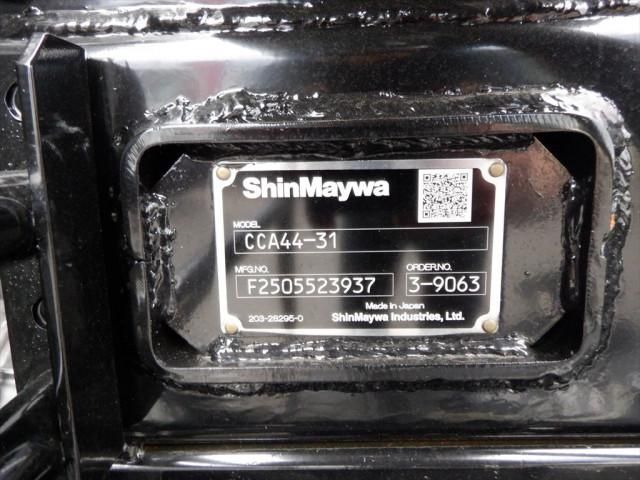 ShinMaywa
MODEL
CCA44-31
MFG.NO. ORDER.NO.
F2505523937 3-9063
Made in Japan
203-28295-0 ShinMaywa Industries, Ltd.